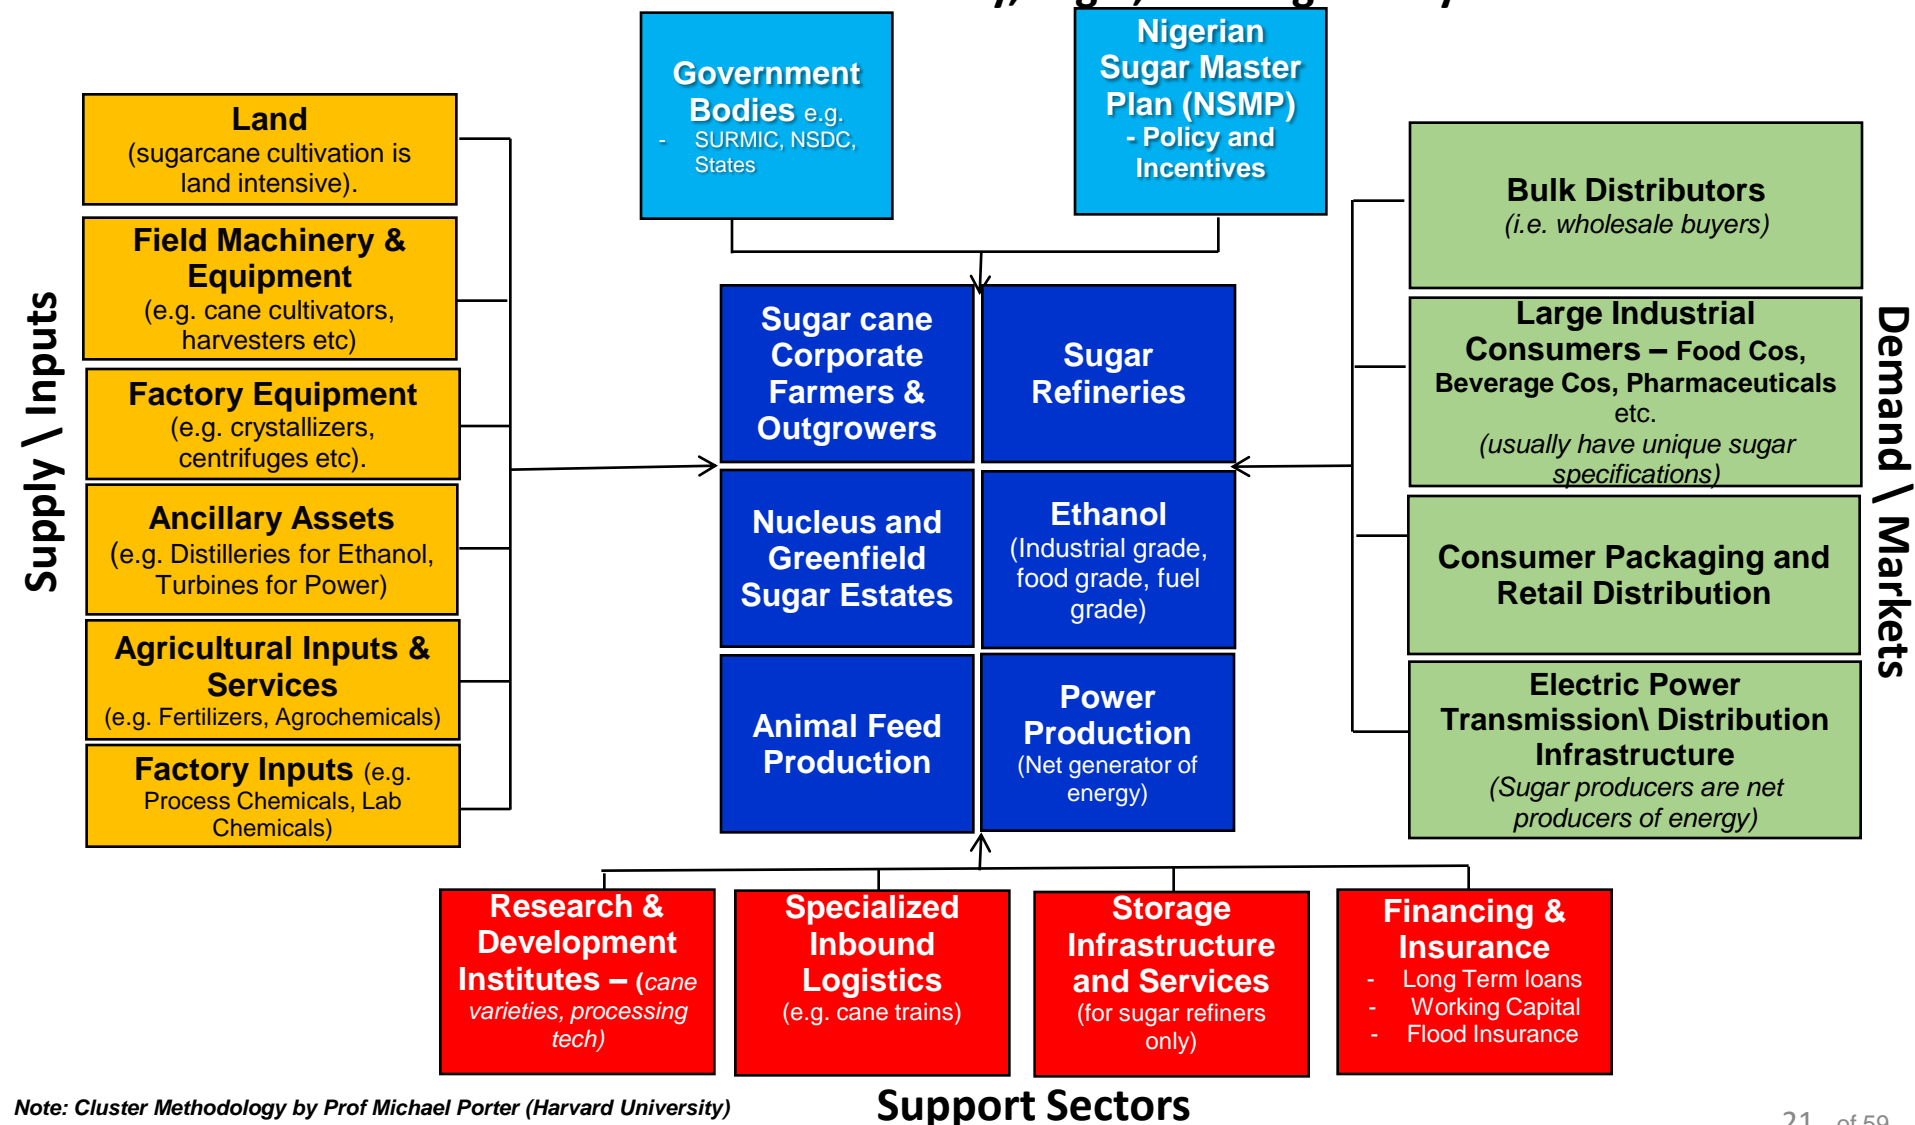 Government
Bodies e.g.
- SURMIC, NSDC,
States
Nigerian
Sugar Master
Plan (NSMP)
- Policy and
Incentives
Supply \ Inputs
Land
(sugarcane cultivation is
land intensive).
Field Machinery &
Equipment
(e.g. cane cultivators,
harvesters etc)
Factory Equipment
(e.g. crystallizers,
centrifuges etc).
Ancillary Assets
(e.g. Distilleries for Ethanol,
Turbines for Power)
Agricultural Inputs &
Services
(e.g. Fertilizers, Agrochemicals)
Factory Inputs (e.g.
Process Chemicals, Lab
Chemicals)
Sugar cane
Corporate
Farmers &
Outgrowers
Sugar
Refineries
Nucleus and
Greenfield
Sugar Estates
Ethanol
(Industrial grade,
food grade, fuel
grade)
Animal Feed
Production
Power
Production
(Net generator of
energy)
Bulk Distributors
(i.e. wholesale buyers)
Large Industrial
Consumers – Food Cos,
Beverage Cos, Pharmaceuticals
etc.
(usually have unique sugar
specifications)
Consumer Packaging and
Retail Distribution
Electric Power
Transmission\ Distribution
Infrastructure
(Sugar producers are net
producers of energy)
Demand \ Markets
Research &
Development
Institutes – (cane
varieties, processing
tech)
Specialized
Inbound
Logistics
(e.g. cane trains)
Storage
Infrastructure
and Services
(for sugar refiners
only)
Financing &
Insurance
- Long Term loans
- Working Capital
- Flood Insurance
Support Sectors
Note: Cluster Methodology by Prof Michael Porter (Harvard University)
21 of 59